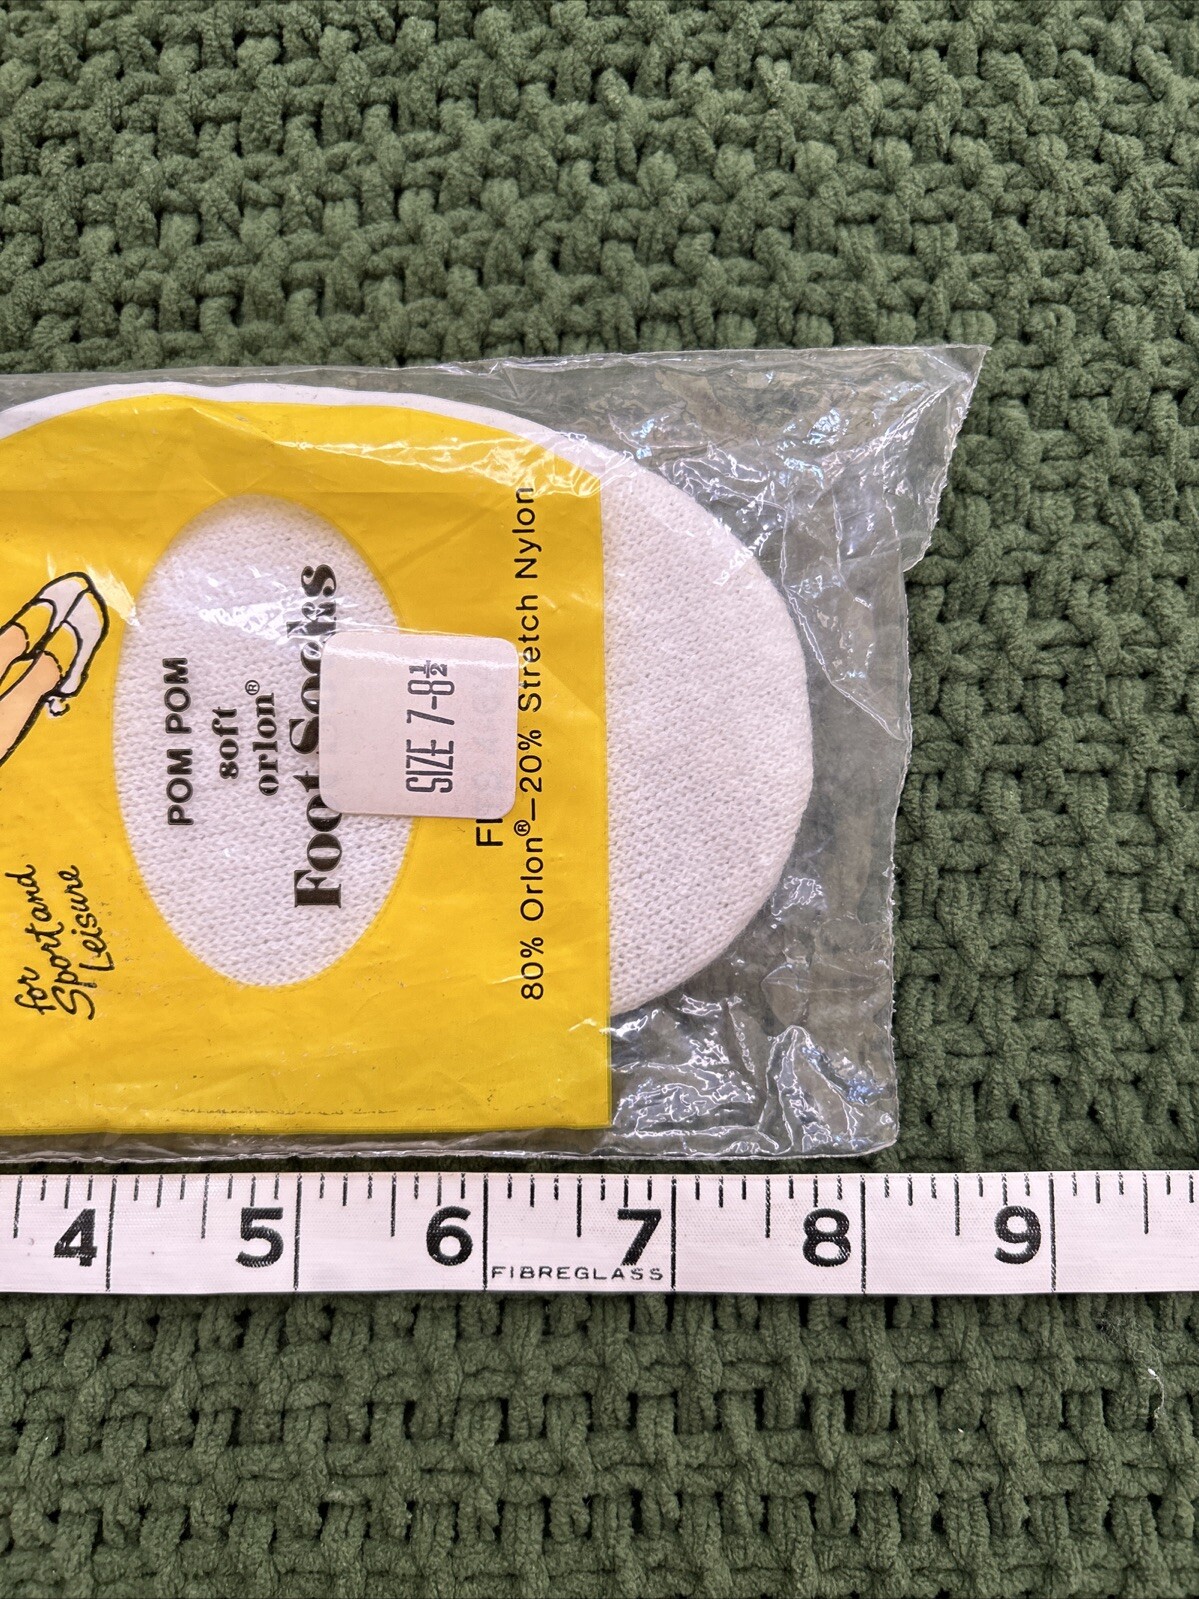 for
Sport and
Leisure
POM POM
soft
orlon®
Foot Socks
SIZE 7-8½
80% Orlon®—20% Stretch Nylon
4 5 6 7 8 9
FIBREGLASS